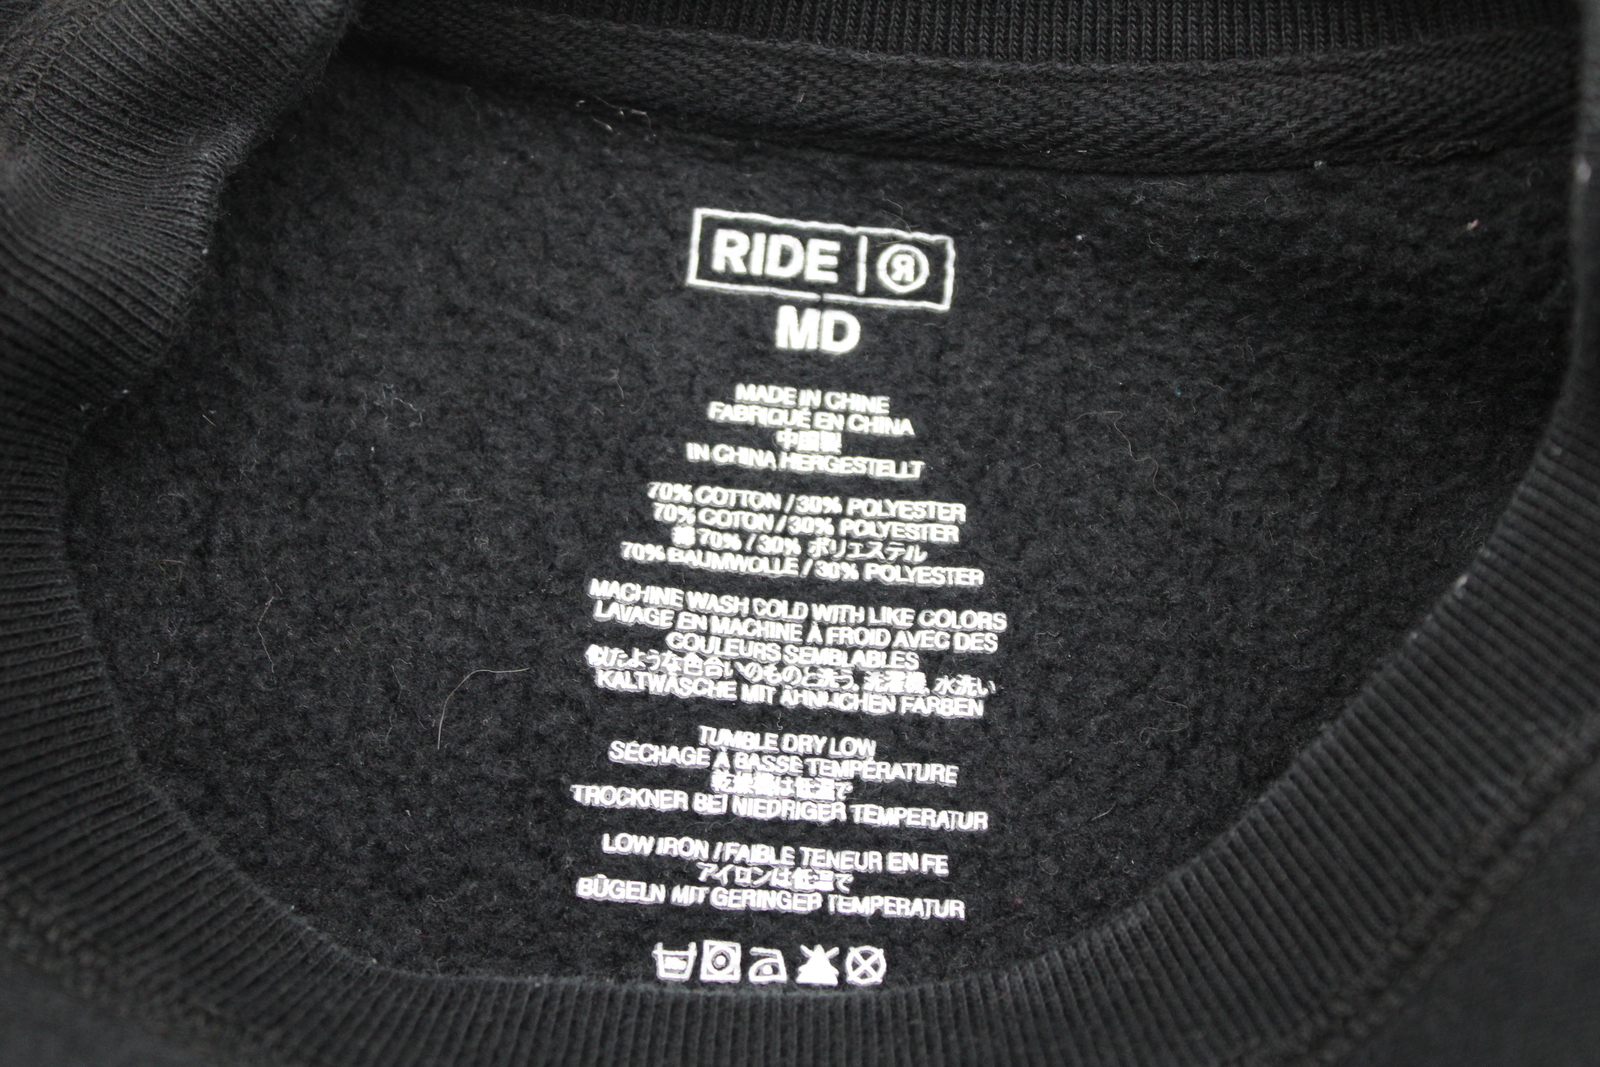 RIDE | Я
MD
MADE IN CHINE
FABRIQUÉ EN CHINA
中国製
IN CHINA HERGESTELLT
70% COTTON / 30% POLYESTER
70% COTON / 30% POLYESTER
綿 70% / 30% ポリエステル
70% BAUMWOLLE / 30% POLYESTER
MACHINE WASH COLD WITH LIKE COLORS
LAVAGE EN MACHINE À FROID AVEC DES
COULEURS SEMBLABLES
似たような色合いのものと洗う, 洗濯機, 水洗い
KALTWÄSCHE MIT ÄHNLICHEN FARBEN
TUMBLE DRY LOW
SÉCHAGE À BASSE TEMPÉRATURE
乾燥機は低温で
TROCKNER BEI NIEDRIGER TEMPERATUR
LOW IRON / FAIBLE TENEUR EN FE
アイロンは低温で
BÜGELN MIT GERINGER TEMPERATUR